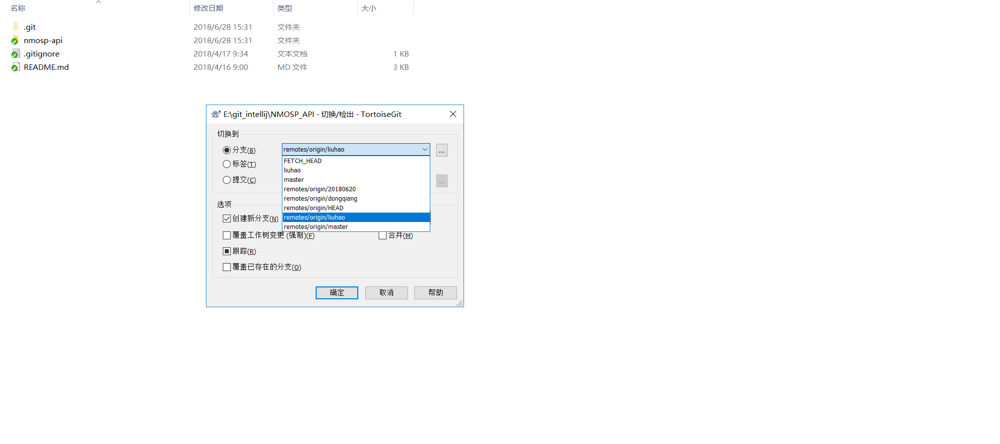 名称 修改日期 类型 大小
.git 2018/6/28 15:31 文件夹
nmosp-api 2018/6/28 15:31 文件夹
.gitignore 2018/4/17 9:34 文本文档 1 KB
README.md 2018/4/16 9:00 MD 文件 3 KB
E:\git_intellij\NMOSP_API - 切换/检出 - TortoiseGit
切换到
分支(B) remotes/origin/liuhao ...
FETCH_HEAD
标签(T)
liuhao
提交(C) ...
master
remotes/origin/20180620
remotes/origin/dongqiang
选项
remotes/origin/HEAD
创建新分支(N) remotes/origin/liuhao
remotes/origin/master
覆盖工作树变更 (强制)(F) 合并(M)
跟踪(R)
覆盖已存在的分支(O)
确定 取消 帮助